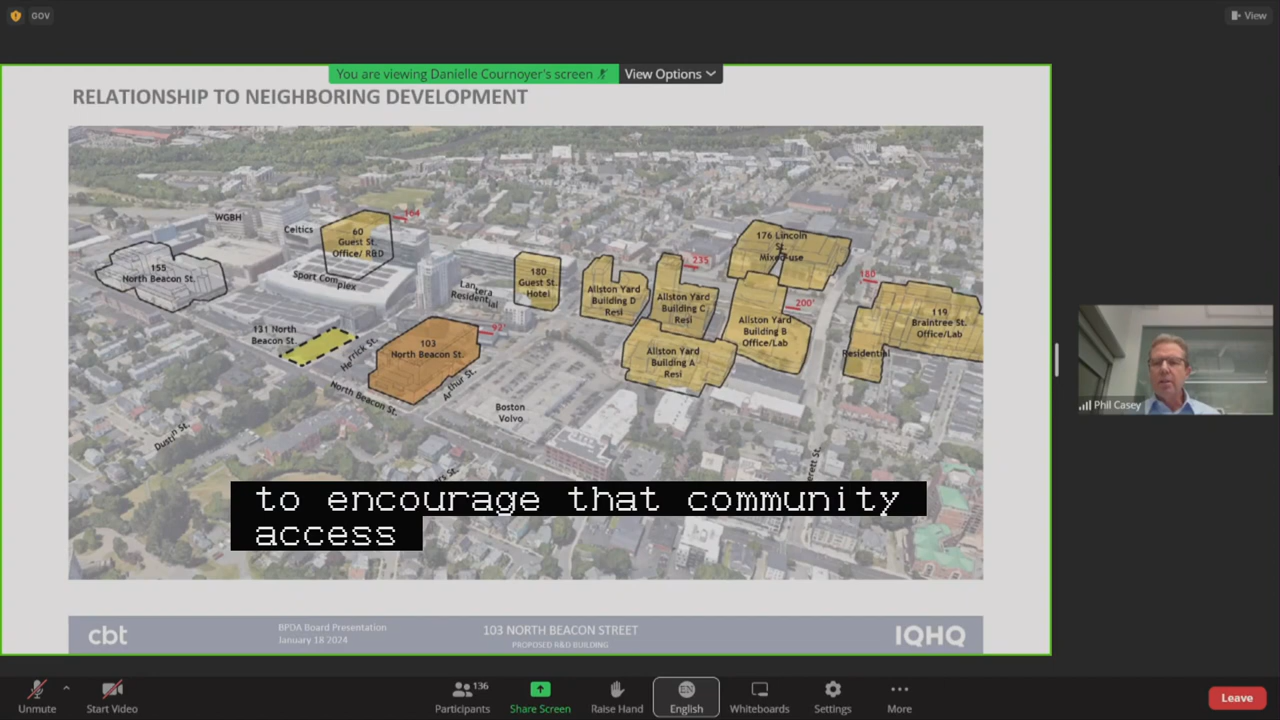 GOV
View
You are viewing Danielle Cournoyer's screen
View Options
RELATIONSHIP TO NEIGHBORING DEVELOPMENT
WGBH
Celtics
60
Guest St.
Office/ R&D
164
155
North Beacon St.
Sport Complex
Lantera
Residential
180
Guest St.
Hotel
Allston Yard
Building D
Resi
Allston Yard
Building C
Resi
235
176 Lincoln
St.
Mixed-use
Allston Yard
Building B
Office/Lab
200'
180
119
Braintree St.
Office/Lab
Residential
Allston Yard
Building A
Resi
131 North
Beacon St.
Herrick St.
103
North Beacon St.
92'
Arthur St.
North Beacon St.
Boston
Volvo
Dustin St.
to encourage that community
access
cbt
BPDA Board Presentation
January 18 2024
103 NORTH BEACON STREET
PROPOSED R&D BUILDING
IQHQ
Phil Casey
Unmute
Start Video
136
Participants
Share Screen
Raise Hand
EN
English
Whiteboards
Settings
More
Leave